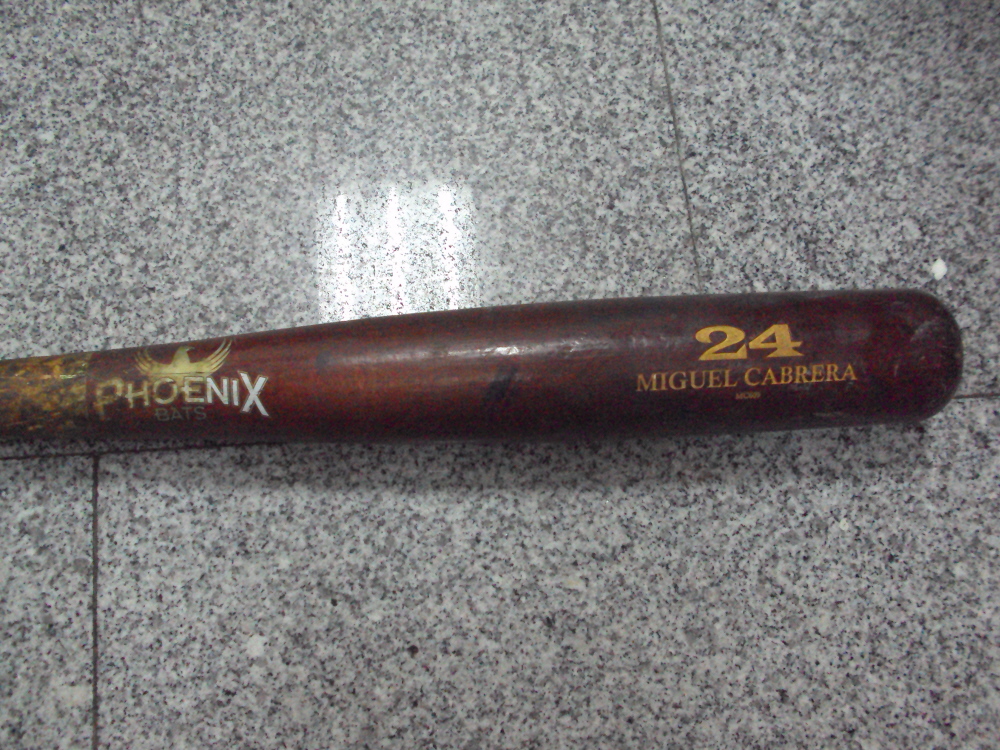 PHOENIX
BATS
24
MIGUEL CABRERA